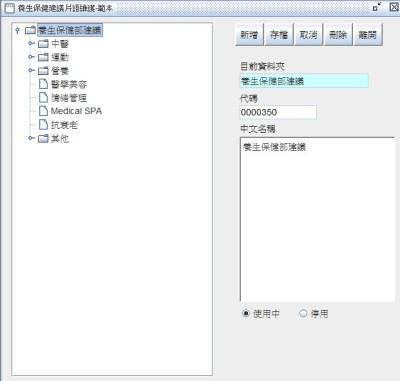 養生保健建議片語維護-範本
養生保健部建議
中醫
運動
營養
醫學美容
情緒管理
Medical SPA
抗衰老
其他
新增 存檔 取消 刪除 離開
目前資料夾
養生保健部建議
代碼
0000350
中文名稱
養生保健部建議
使用中 停用